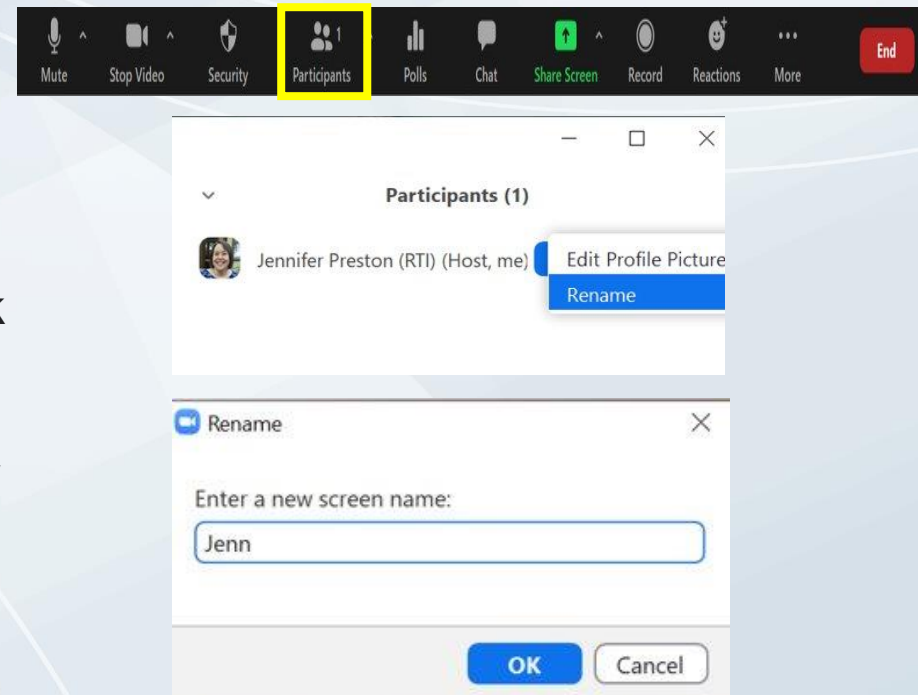 1
Mute Stop Video Security Participants Polls Chat Share Screen Record Reactions More End
Participants (1)
Jennifer Preston (RTI) (Host, me) Edit Profile Picture
Rename
Rename
Enter a new screen name:
Jenn
OK Cancel